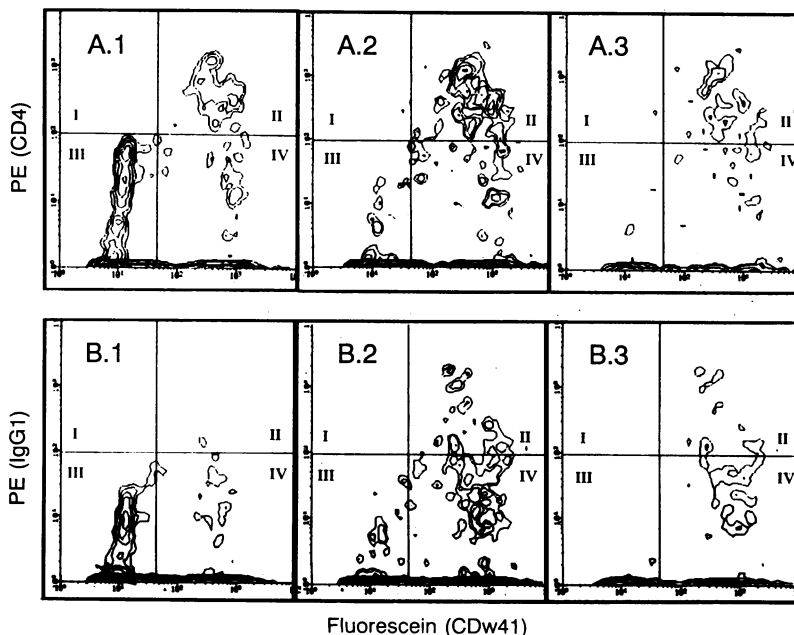 A.1 A.2 A.3
I II I II I II
III IV III IV III IV
PE (CD4)
B.1 B.2 B.3
I II I II I II
III IV III IV III IV
PE (IgG1)
Fluorescein (CDw41)